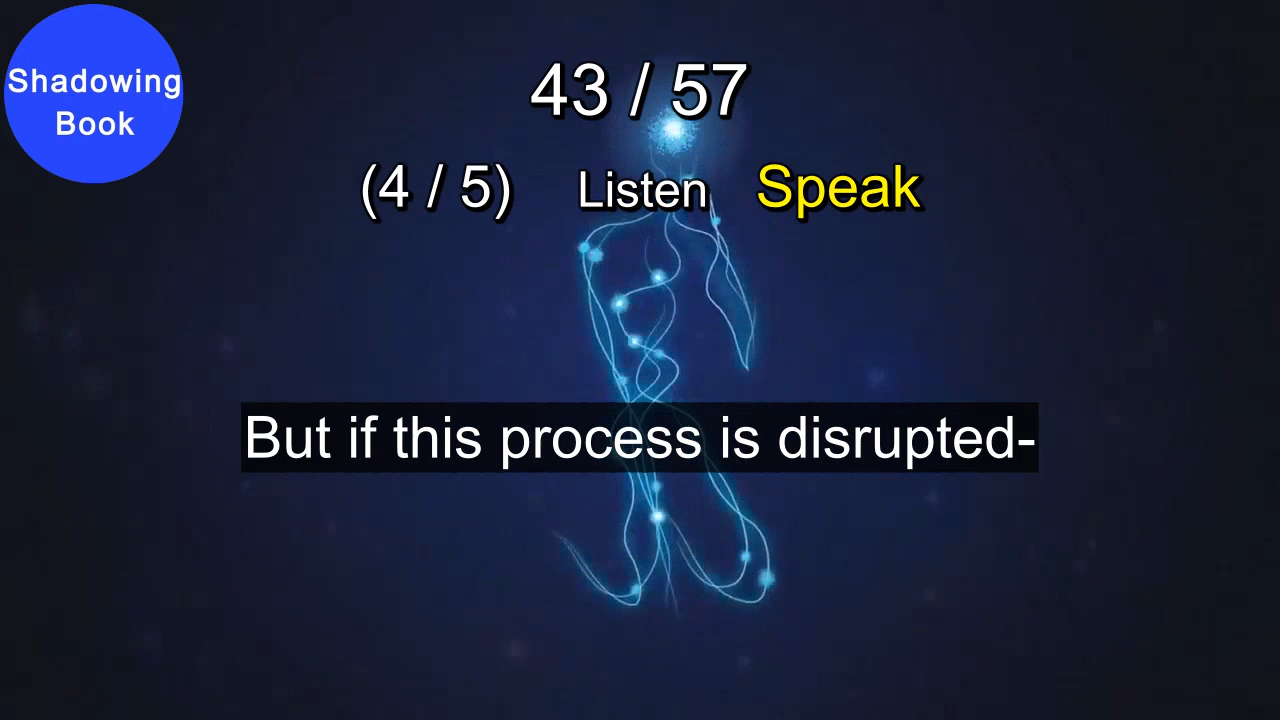 Shadowing
Book
43 / 57
(4 / 5) Listen Speak
But if this process is disrupted-